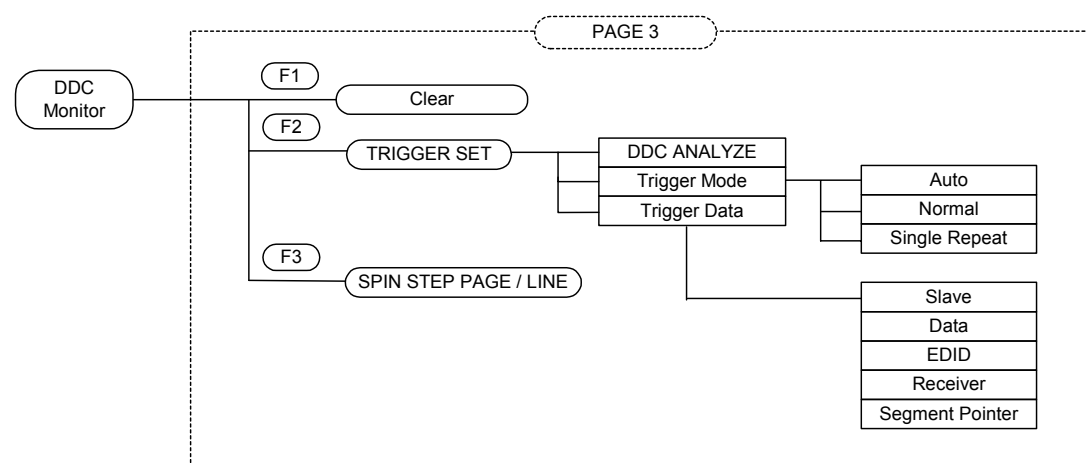 PAGE 3
DDC
Monitor
F1
Clear
F2
TRIGGER SET
DDC ANALYZE
Trigger Mode
Trigger Data
Auto
Normal
Single Repeat
F3
SPIN STEP PAGE / LINE
Slave
Data
EDID
Receiver
Segment Pointer